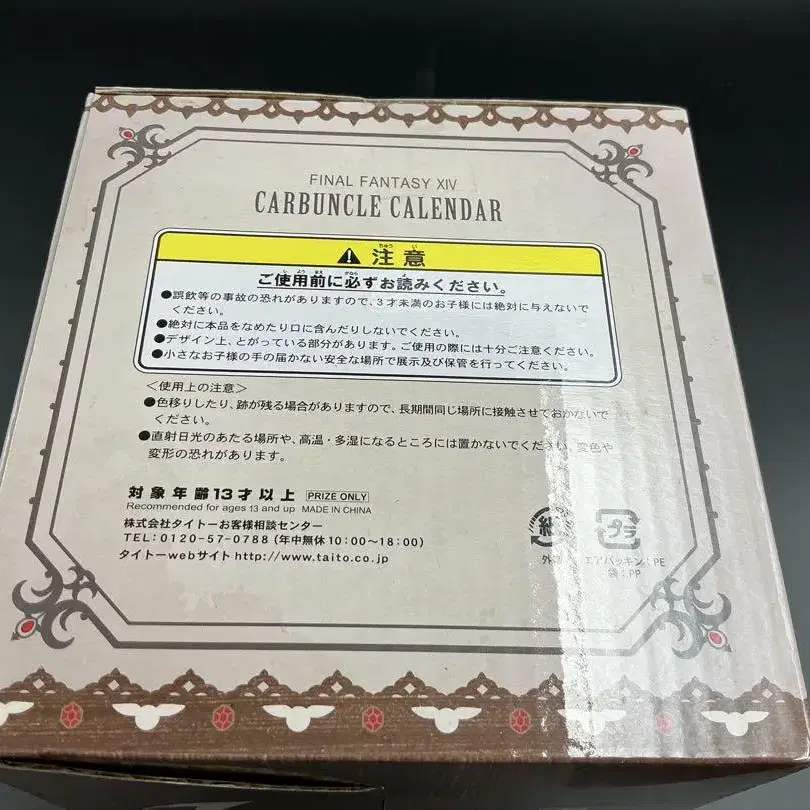 FINAL FANTASY XIV
CARBUNCLE CALENDAR
ちゅう い
⚠注意
し よう まえ かなら よ
ご使用前に必ずお読みください。
●誤飲等の事故の恐れがありますので、3才未満のお子様には絶対に与えないで
ください。
●絶対に本品をなめたり口に含んだりしないでください。
●デザイン上、とがっている部分があります。ご使用の際には十分ご注意ください。
●小さなお子様の手の届かない安全な場所で展示及び保管を行ってください。
<使用上の注意>
●色移りしたり、跡が残る場合がありますので、長期間同じ場所に接触させておかないで
ください。
●直射日光のあたる場所や、高温・多湿になるところには置かないでください。変色や
変形の恐れがあります。
対象年齢13才以上 PRIZE ONLY
Recommended for ages 13 and up MADE IN CHINA
株式会社タイトーお客様相談センター
TEL:0120-57-0788 (年中無休10:00~18:00)
タイトーwebサイト http://www.taito.co.jp
紙
外
プラ
エアパッキン:PE
袋:PP